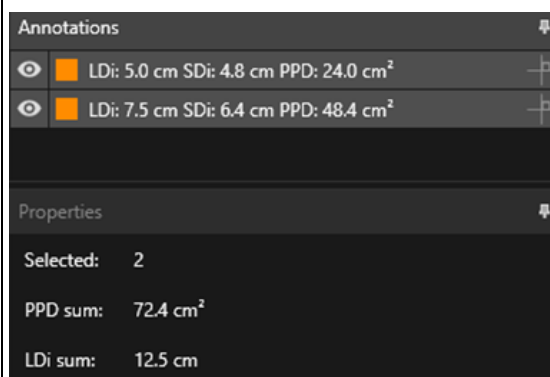 Annotations
LDi: 5.0 cm SDi: 4.8 cm PPD: 24.0 cm²
LDi: 7.5 cm SDi: 6.4 cm PPD: 48.4 cm²
Properties
Selected: 2
PPD sum: 72.4 cm²
LDi sum: 12.5 cm